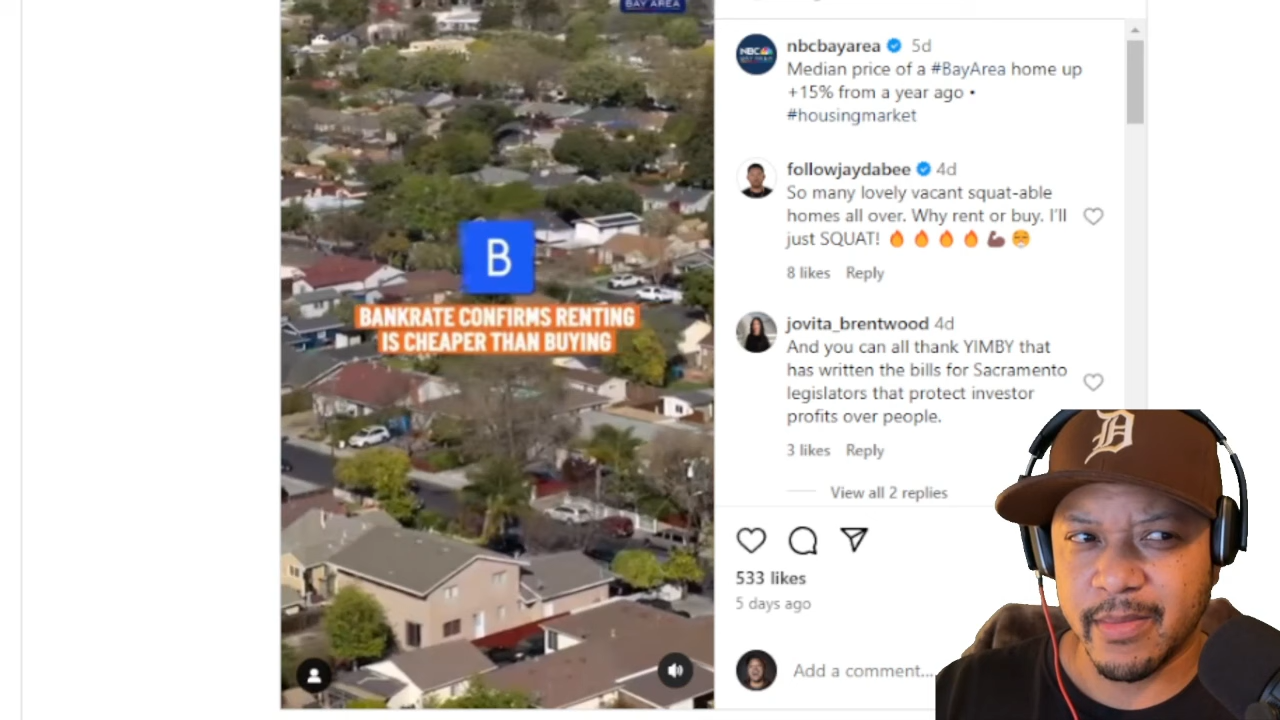 BAY AREA
B
BANKRATE CONFIRMS RENTING
IS CHEAPER THAN BUYING
NBC
nbcbayarea 5d
Median price of a #BayArea home up
+15% from a year ago •
#housingmarket
followjaydabee 4d
So many lovely vacant squat-able
homes all over. Why rent or buy. I'll
just SQUAT! 🔥 🔥 🔥 🔥 💪🏿 😁
8 likes Reply
jovita_brentwood 4d
And you can all thank YIMBY that
has written the bills for Sacramento
legislators that protect investor
profits over people.
3 likes Reply
View all 2 replies
533 likes
5 days ago
Add a comment...
D